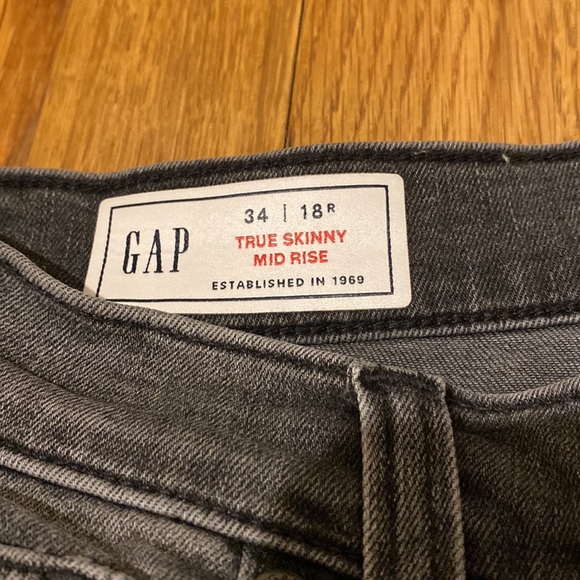 GAP
34 | 18R
TRUE SKINNY
MID RISE
ESTABLISHED IN 1969